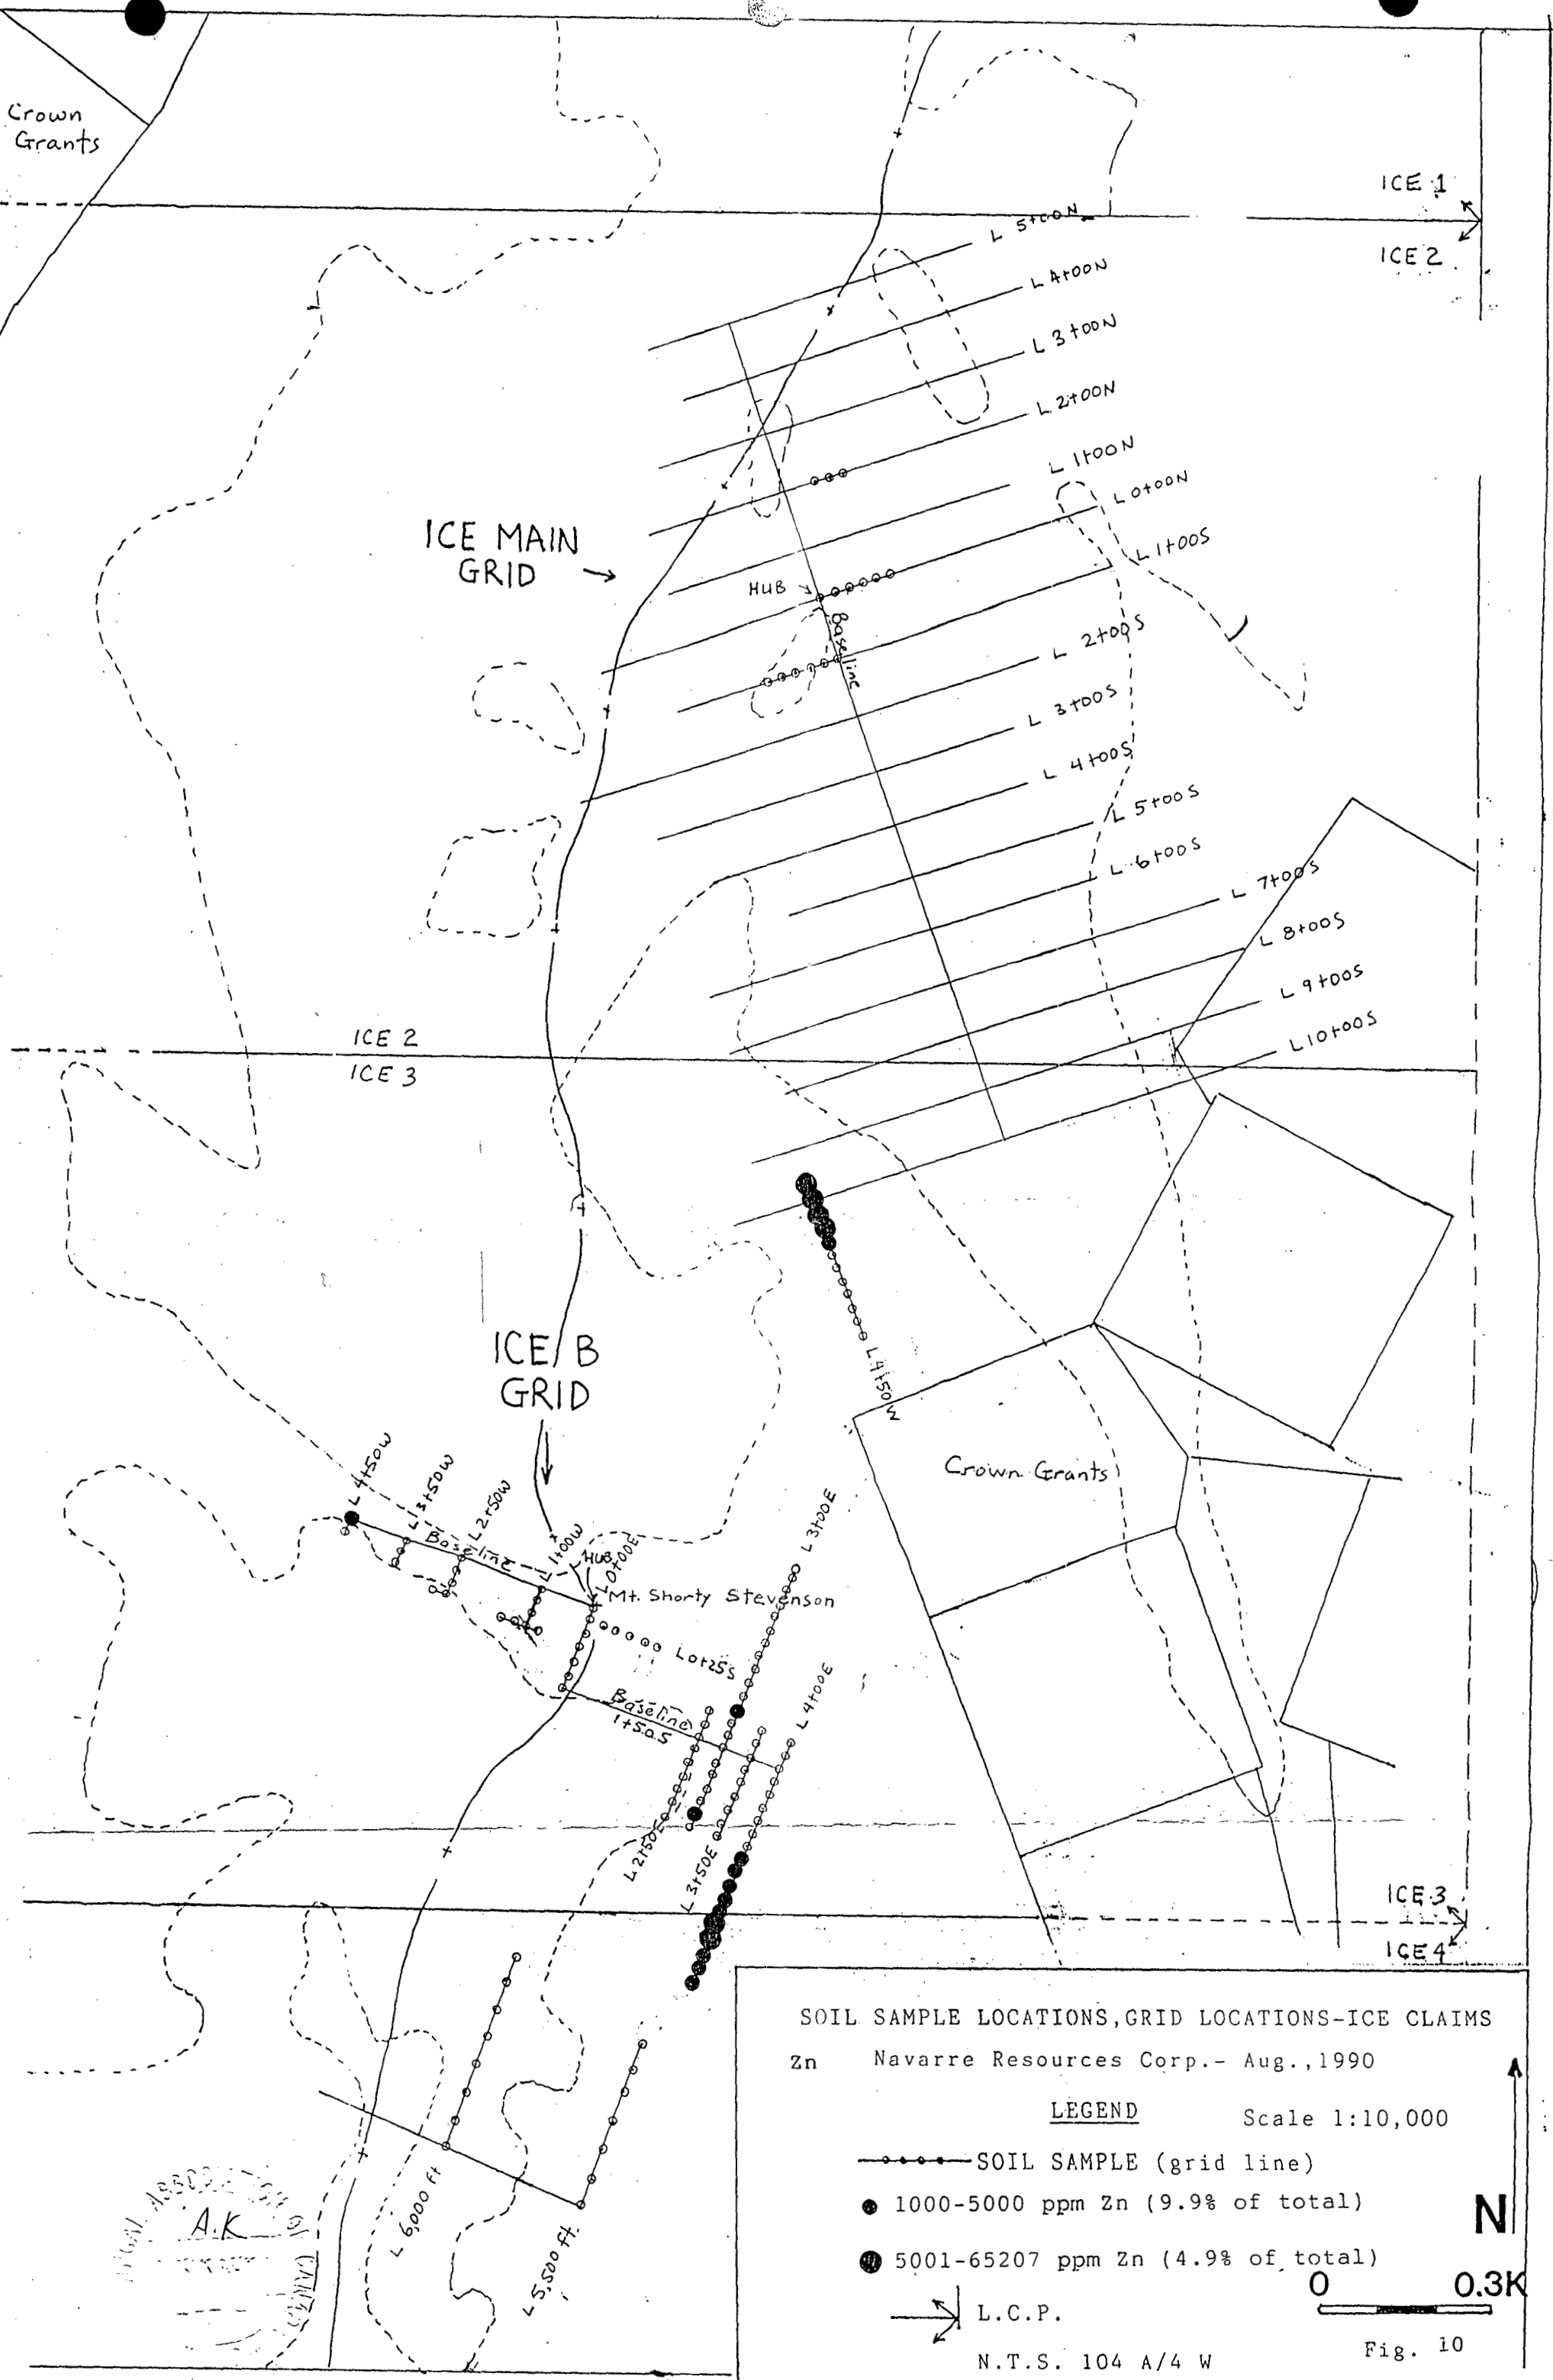 Crown
Grants
ICE 1
ICE 2
L 5+00N
L 4+00N
L 3+00N
L 2+00N
L 1+00N
L 0+00N
L 1+00S
ICE MAIN
GRID
HUB
Baseline
L 2+00S
L 3+00S
L 4+00S
L 5+00S
L 6+00S
L 7+00S
L 8+00S
L 9+00S
L 10+00S
ICE 2
ICE 3
ICE/B
GRID
L 4+50W
L 4+50W
L 3+50W
L 2+50W
1+00W
HUB
L 0+00E
Baseline
Mt. Shorty Stevenson
L 3+00E
Crown Grants
L 0+25S
L 4+00E
Baseline
1+50S
L 2+50E
L 3+50E
ICE 3
ICE 4
L 6,000 ft
L 5,500 ft.
A.K
SOIL SAMPLE LOCATIONS, GRID LOCATIONS-ICE CLAIMS
Zn Navarre Resources Corp.- Aug.,1990
LEGEND Scale 1:10,000
SOIL SAMPLE (grid line)
1000-5000 ppm Zn (9.9% of total)
5001-65207 ppm Zn (4.9% of total)
N
0 0.3K
L.C.P.
Fig. 10
N.T.S. 104 A/4 W